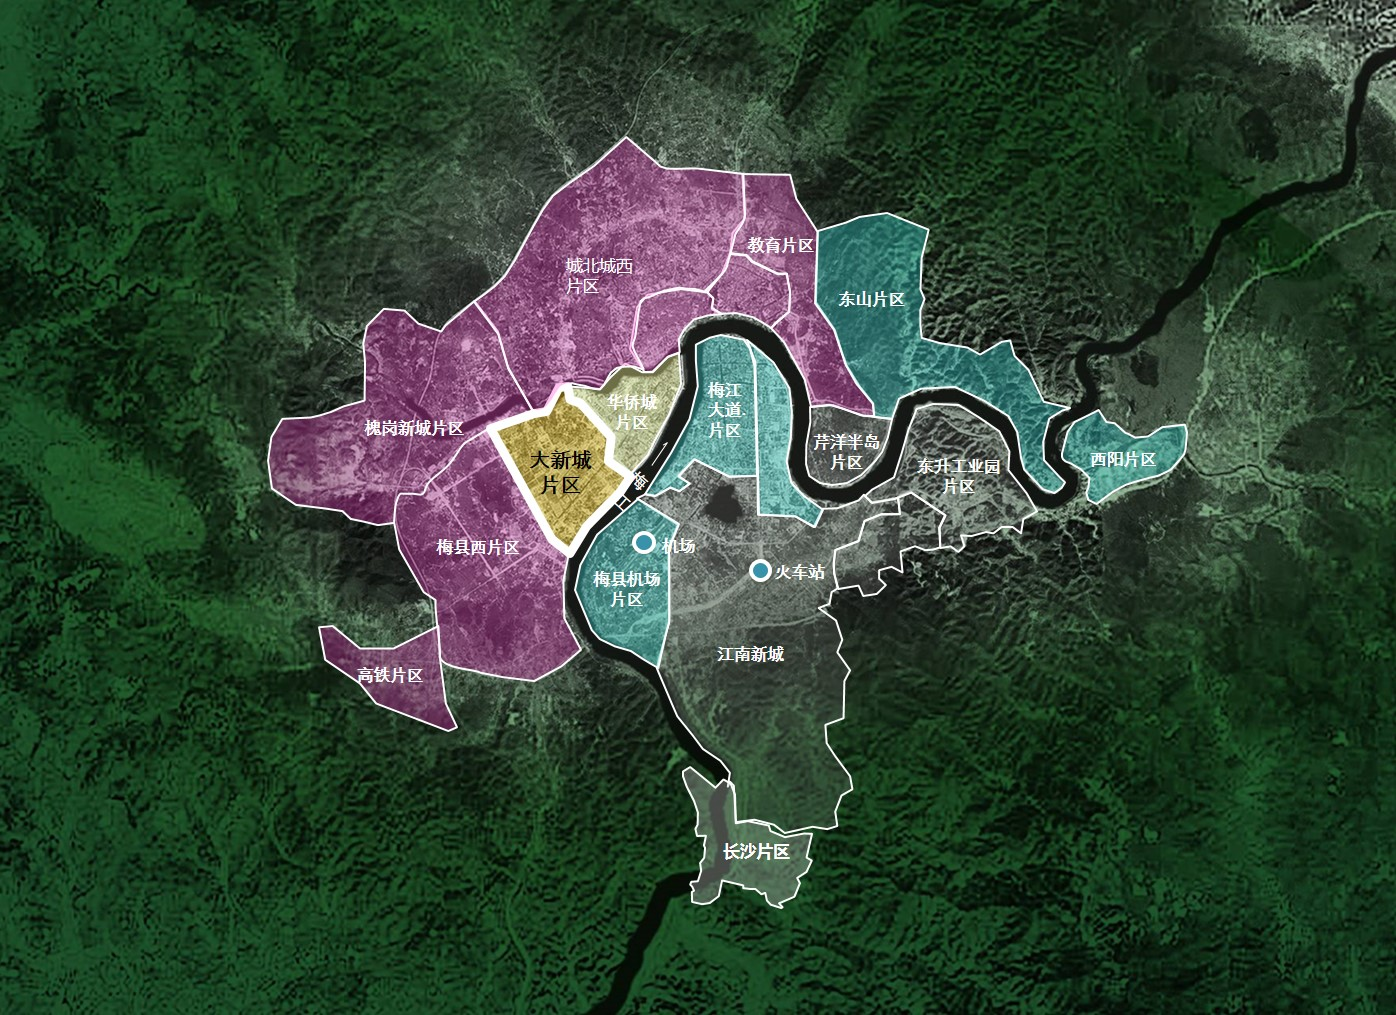 教育片区
城北城西
片区
东山片区
梅江
大道.
片区
华侨城
片区
槐岗新城片区
芹洋半岛
片区
大新城
片区
东升工业园
片区
西阳片区
梅
江
机场
梅县西片区
火车站
梅县机场
片区
江南新城
高铁片区
长沙片区